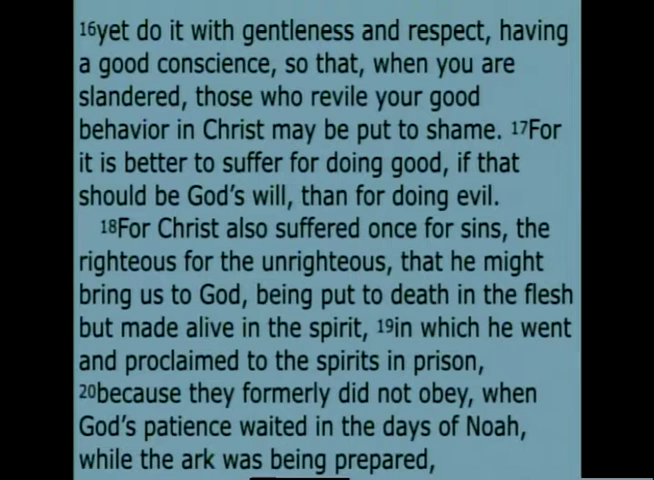 16yet do it with gentleness and respect, having
a good conscience, so that, when you are
slandered, those who revile your good
behavior in Christ may be put to shame. 17For
it is better to suffer for doing good, if that
should be God's will, than for doing evil.
18For Christ also suffered once for sins, the
righteous for the unrighteous, that he might
bring us to God, being put to death in the flesh
but made alive in the spirit, 19in which he went
and proclaimed to the spirits in prison,
20because they formerly did not obey, when
God's patience waited in the days of Noah,
while the ark was being prepared,